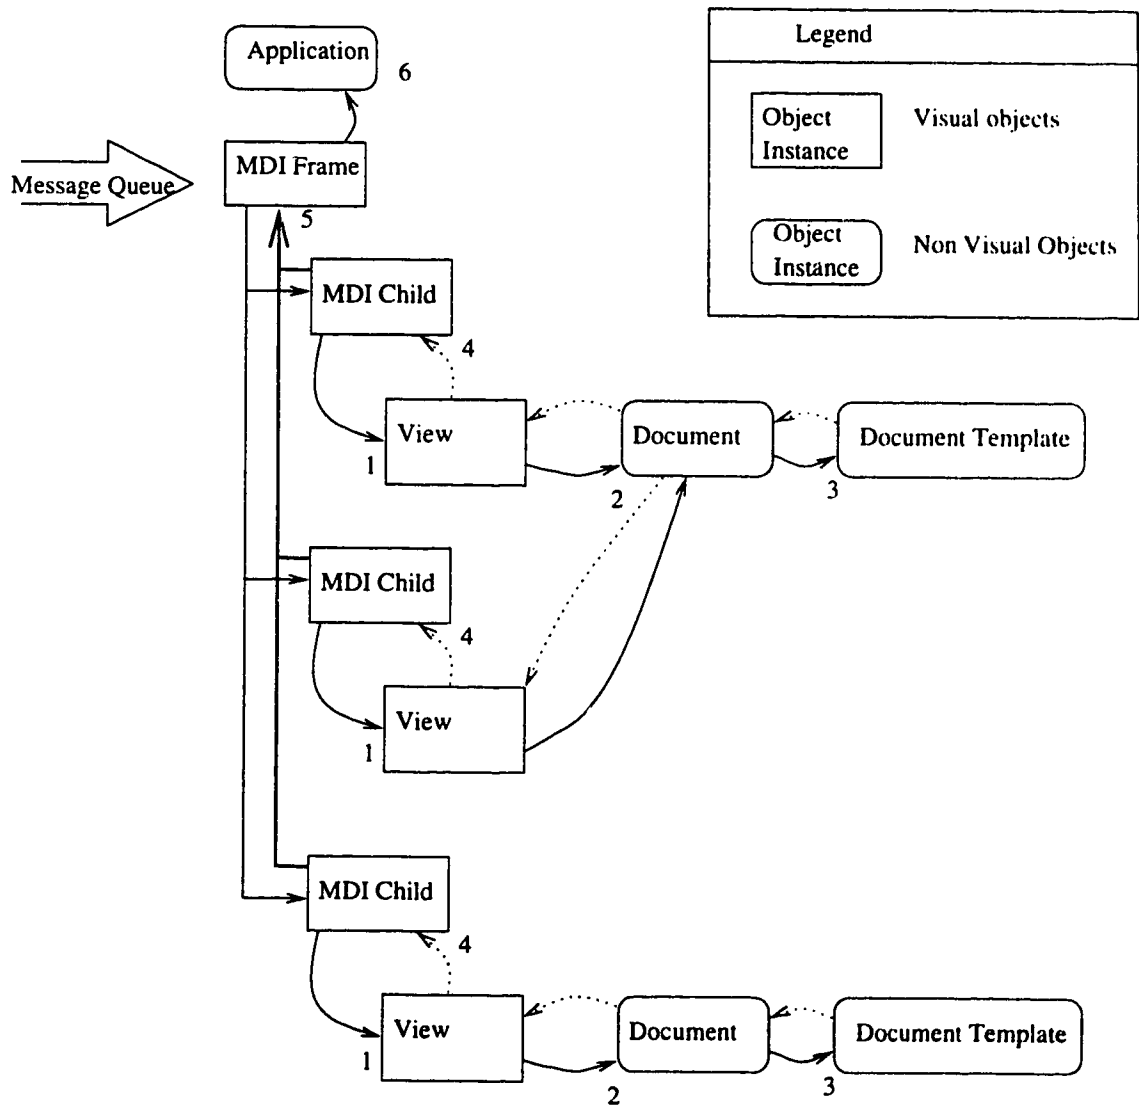 Legend
Application
6
Object
Instance
Visual objects
MDI Frame
Message Queue
5
Object
Instance
Non Visual Objects
MDI Child
4
View
1
Document
2
Document Template
3
MDI Child
4
View
1
MDI Child
4
View
1
Document
2
Document Template
3